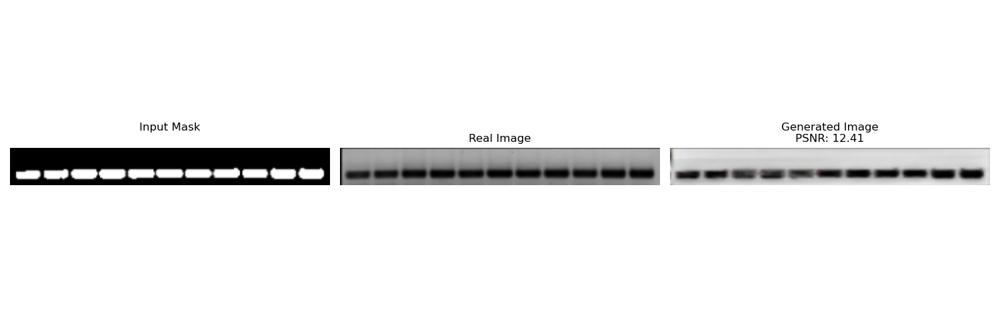 Input Mask
Real Image
Generated Image
PSNR: 12.41